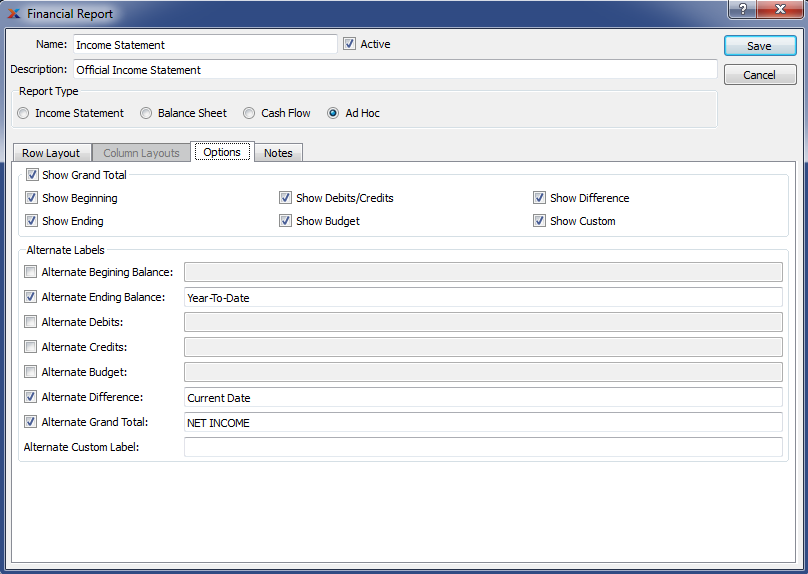 Financial Report
?
Name: Income Statement Active Save
Description: Official Income Statement Cancel
Report Type
Income Statement Balance Sheet Cash Flow Ad Hoc
Row Layout Column Layouts Options Notes
Show Grand Total
Show Beginning Show Debits/Credits Show Difference
Show Ending Show Budget Show Custom
Alternate Labels
Alternate Begining Balance:
Alternate Ending Balance: Year-To-Date
Alternate Debits:
Alternate Credits:
Alternate Budget:
Alternate Difference: Current Date
Alternate Grand Total: NET INCOME
Alternate Custom Label: